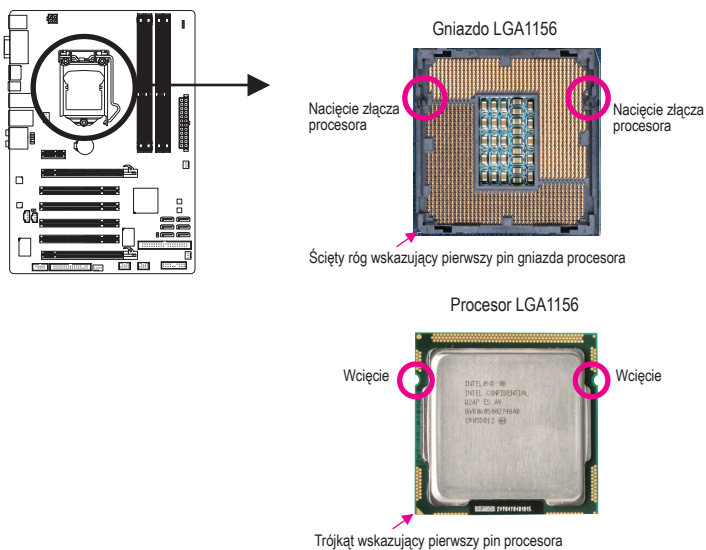 Gniazdo LGA1156
Nacięcie złącza
procesora
Nacięcie złącza
procesora
Ścięty róg wskazujący pierwszy pin gniazda procesora
Procesor LGA1156
Wcięcie
Wcięcie
INTEL CONFIDENTIAL
Trójkąt wskazujący pierwszy pin procesora